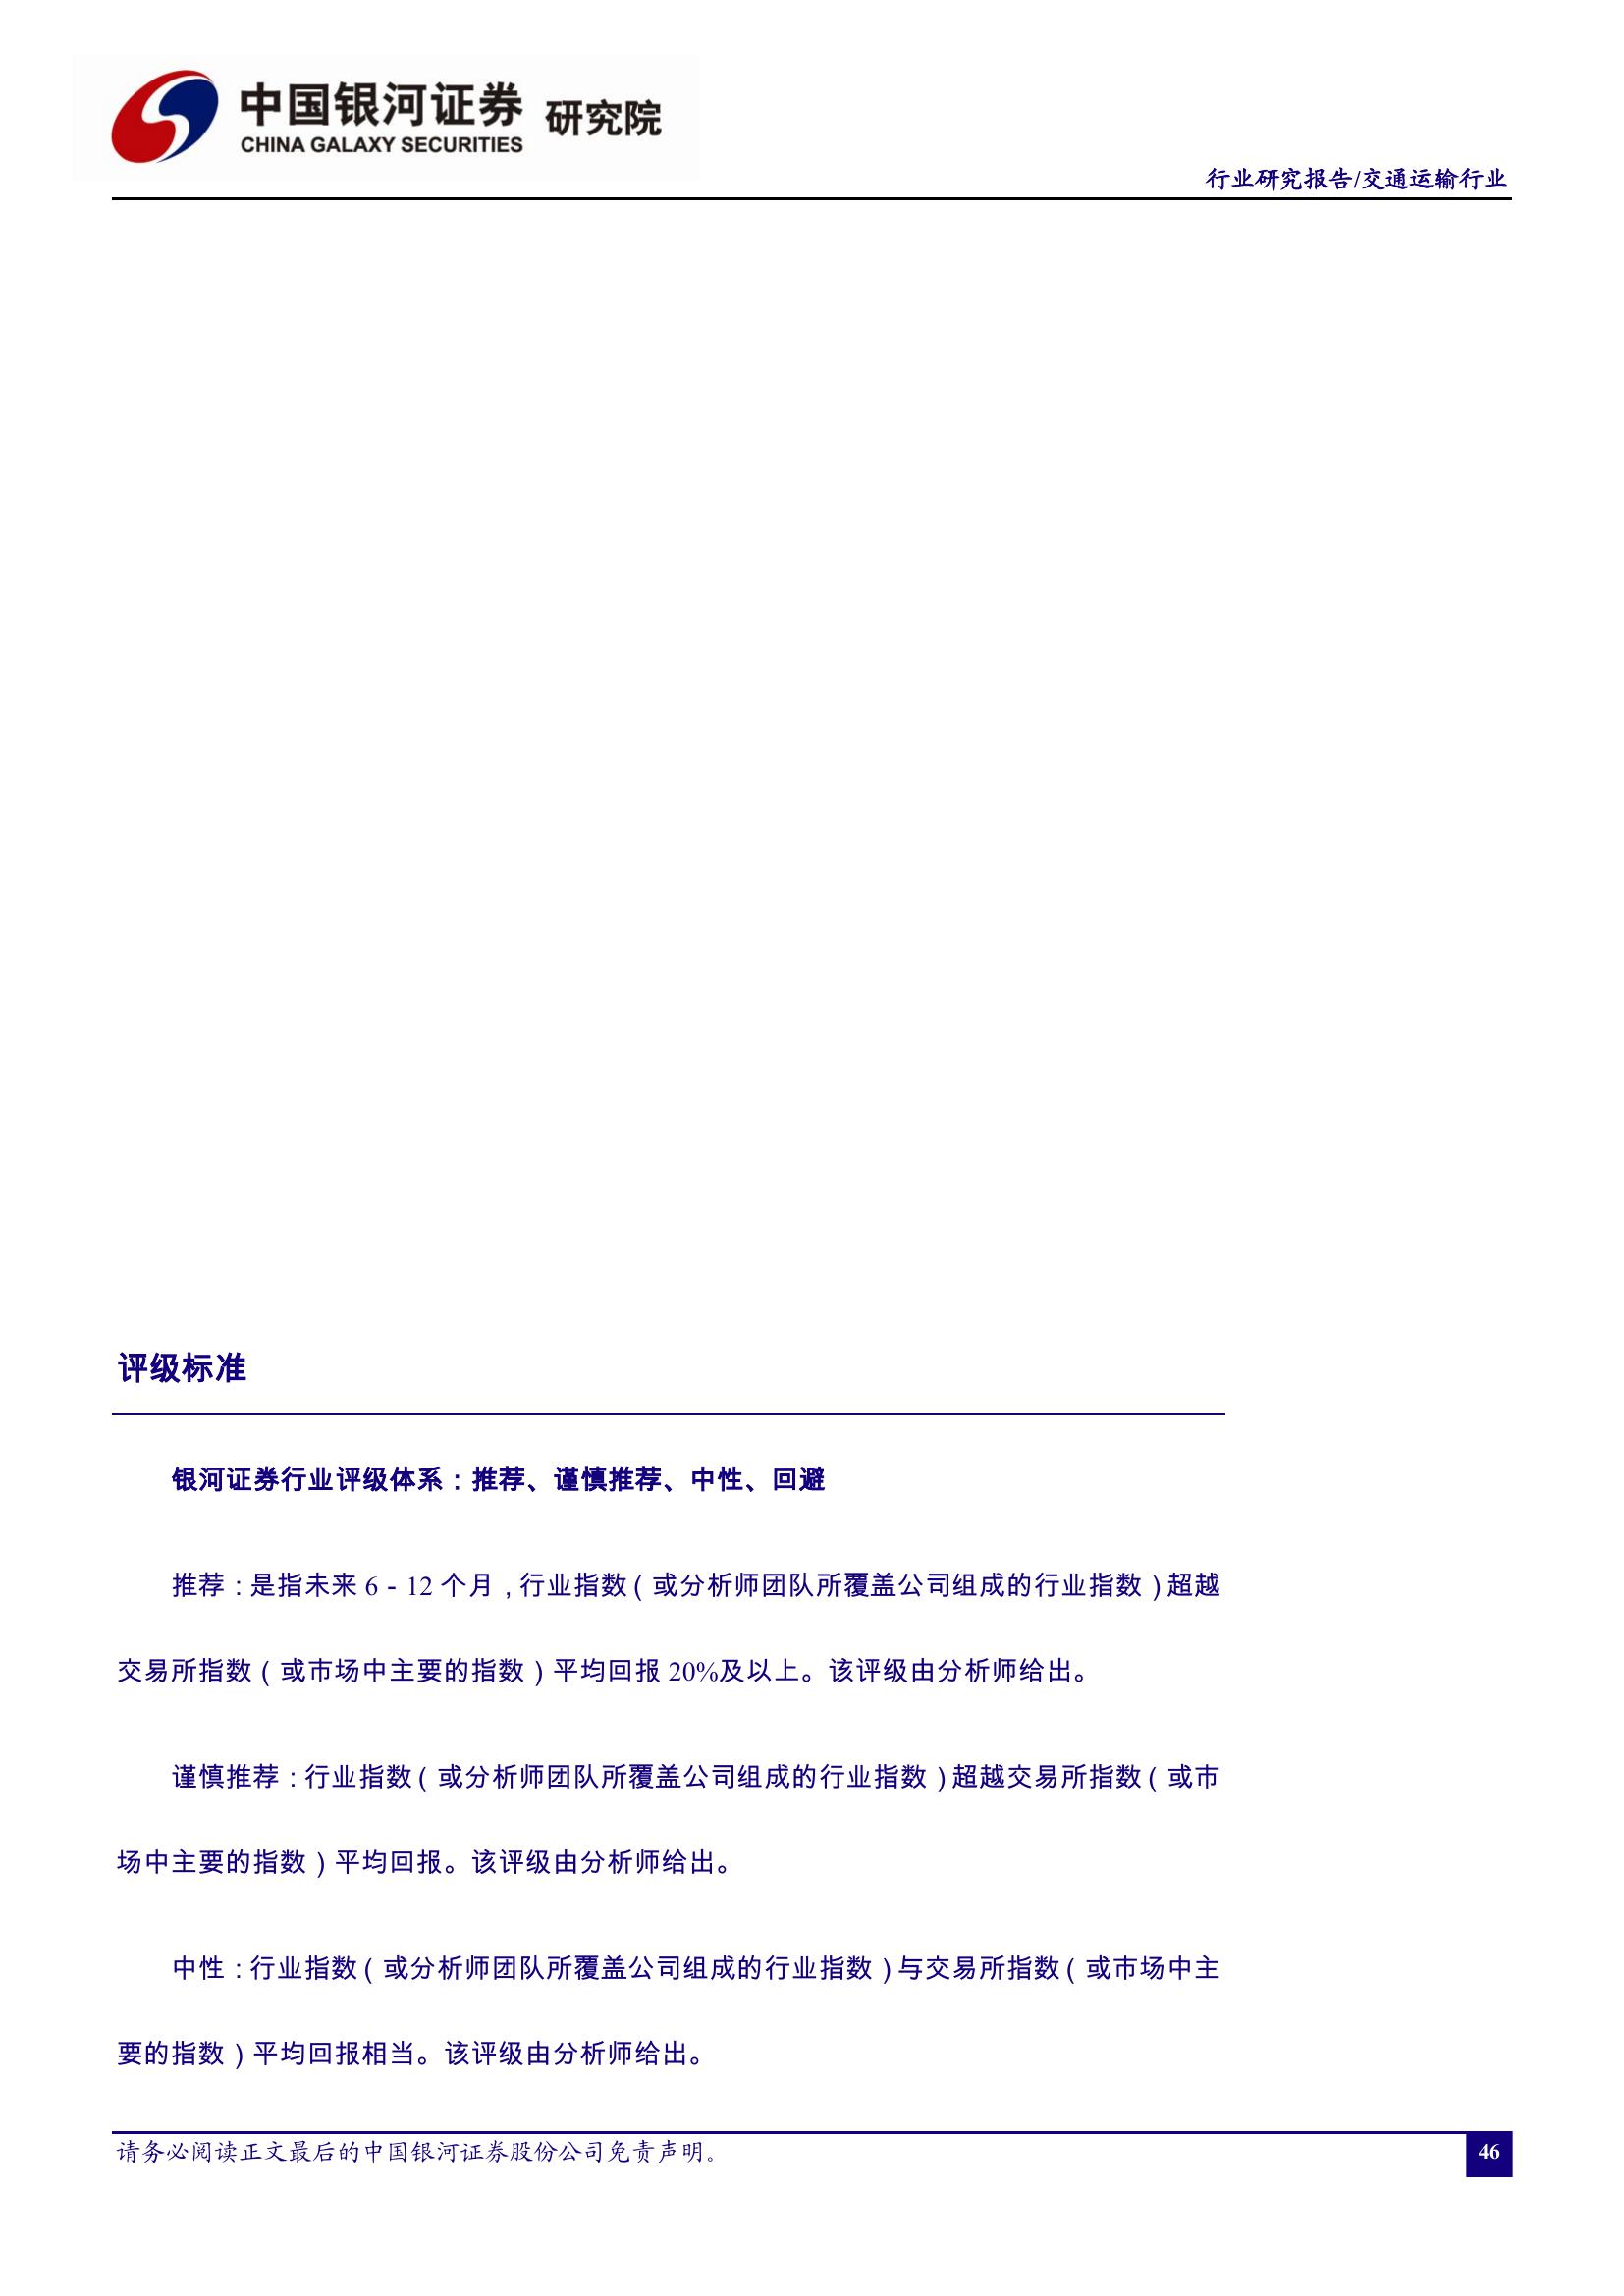 中国银河证券 研究院
CHINA GALAXY SECURITIES
行业研究报告/交通运输行业
评级标准
银河证券行业评级体系：推荐、谨慎推荐、中性、回避
推荐：是指未来 6－12 个月，行业指数（或分析师团队所覆盖公司组成的行业指数）超越
交易所指数（或市场中主要的指数）平均回报 20%及以上。该评级由分析师给出。
谨慎推荐：行业指数（或分析师团队所覆盖公司组成的行业指数）超越交易所指数（或市
场中主要的指数）平均回报。该评级由分析师给出。
中性：行业指数（或分析师团队所覆盖公司组成的行业指数）与交易所指数（或市场中主
要的指数）平均回报相当。该评级由分析师给出。
请务必阅读正文最后的中国银河证券股份公司免责声明。
46